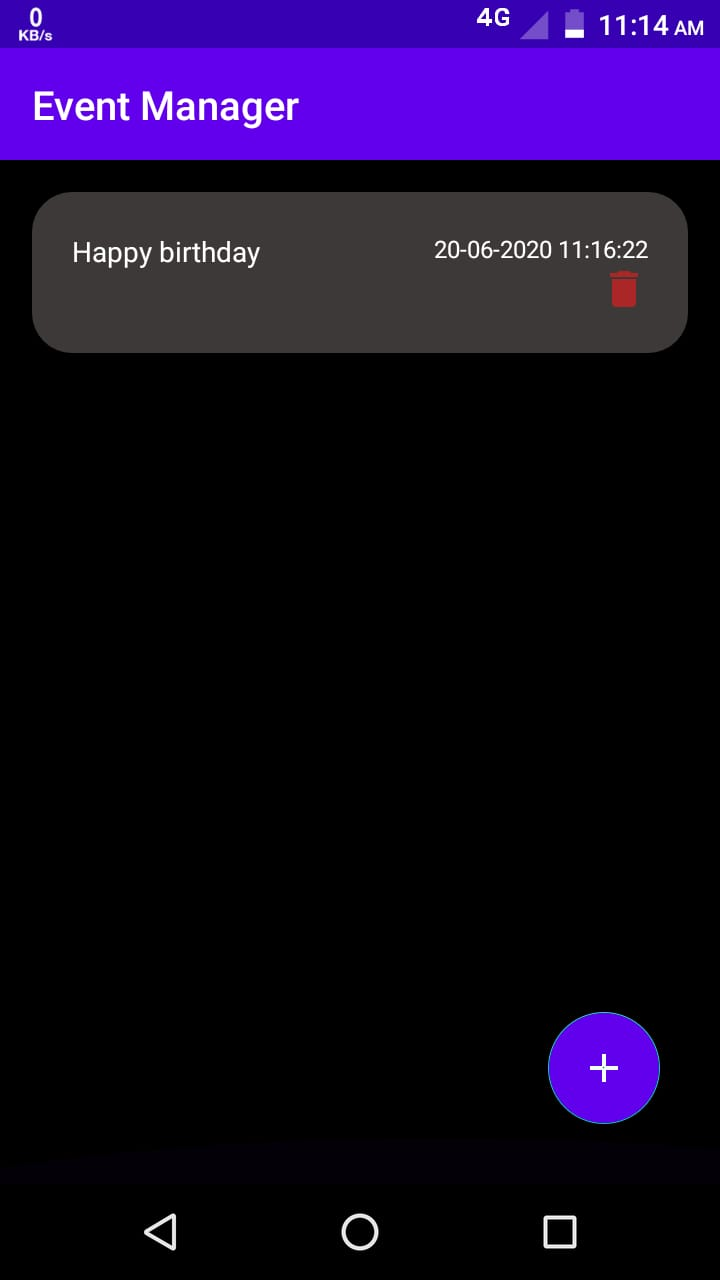 0
KB/s
4G
11:14 AM
Event Manager
Happy birthday
20-06-2020 11:16:22